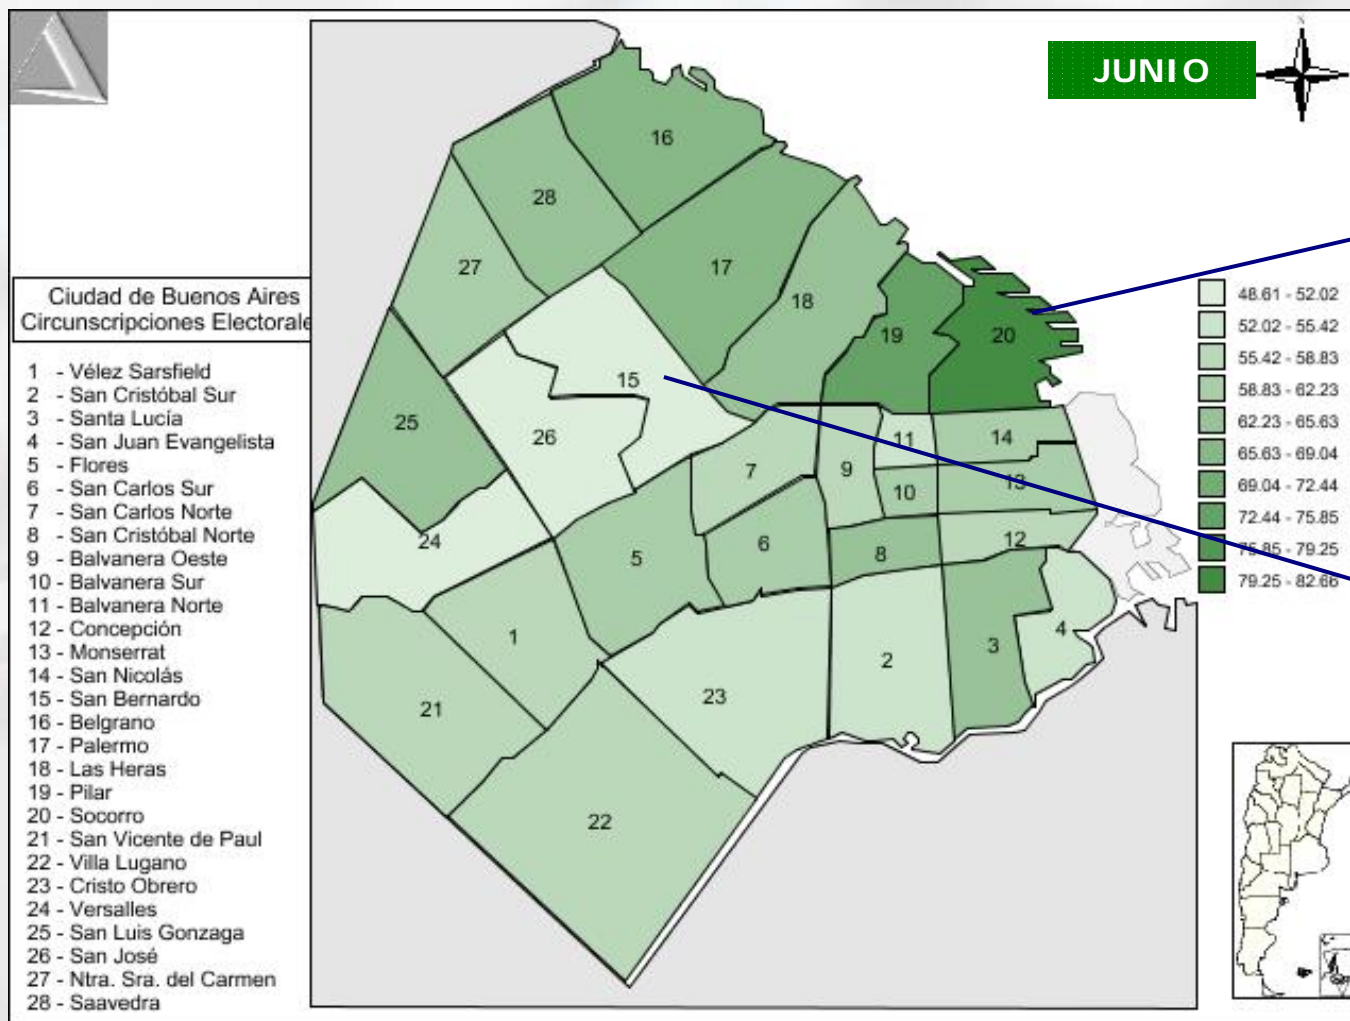 JUNIO
N
Ciudad de Buenos Aires
Circunscripciones Electorale
1 - Vélez Sarsfield
2 - San Cristóbal Sur
3 - Santa Lucía
4 - San Juan Evangelista
5 - Flores
6 - San Carlos Sur
7 - San Carlos Norte
8 - San Cristóbal Norte
9 - Balvanera Oeste
10 - Balvanera Sur
11 - Balvanera Norte
12 - Concepción
13 - Monserrat
14 - San Nicolás
15 - San Bernardo
16 - Belgrano
17 - Palermo
18 - Las Heras
19 - Pilar
20 - Socorro
21 - San Vicente de Paul
22 - Villa Lugano
23 - Cristo Obrero
24 - Versalles
25 - San Luis Gonzaga
26 - San José
27 - Ntra. Sra. del Carmen
28 - Saavedra
16
28
27
17
18
19
20
15
25
26
11
14
7
9
10
13
24
5
6
8
12
1
4
3
2
21
23
22
48.61 - 52.02
52.02 - 55.42
55.42 - 58.83
58.83 - 62.23
62.23 - 65.63
65.63 - 69.04
69.04 - 72.44
72.44 - 75.85
75.85 - 79.25
79.25 - 82.66